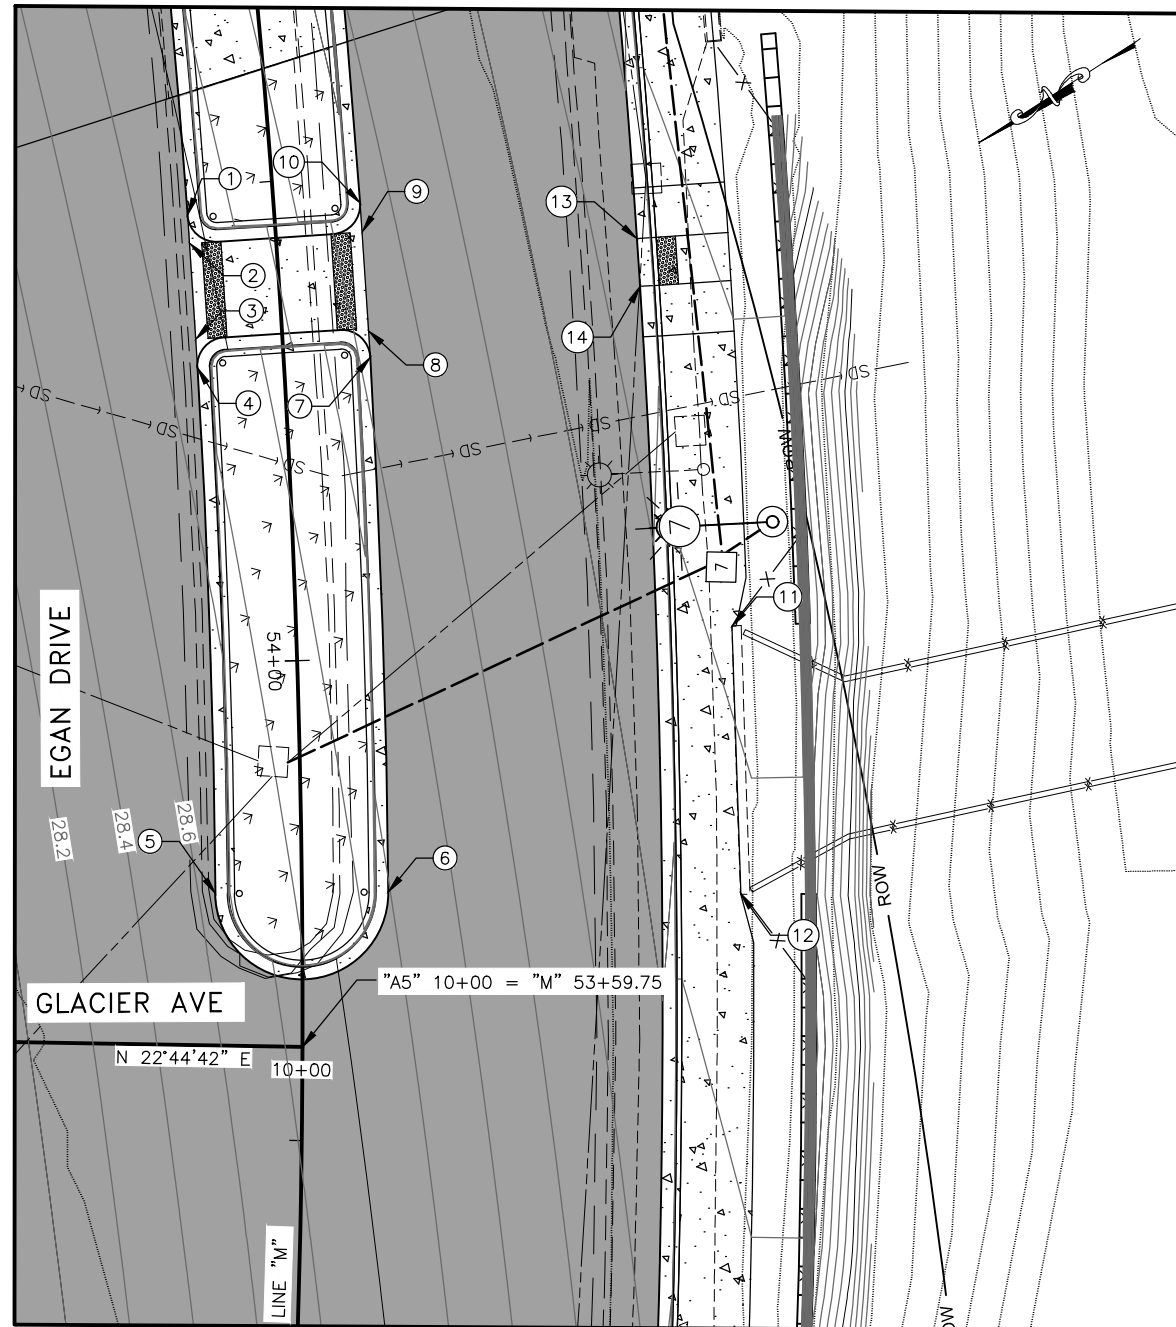 N
1
10
9
13
2
3
14
8
4
7
SD
SD
SD
SD
SD
SD
SD
ROW
7
7
11
54+00
EGAN DRIVE
28.2
28.4
28.6
5
6
ROW
12
"A5" 10+00 = "M" 53+59.75
GLACIER AVE
N 22°44'42" E
10+00
LINE "M"
ROW